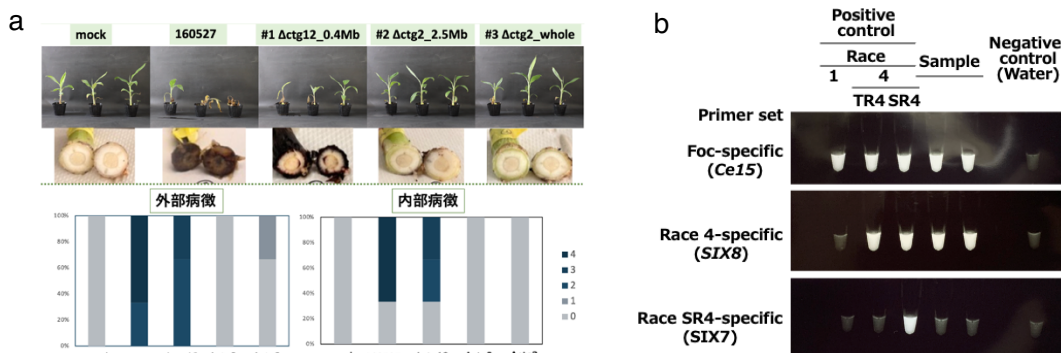 a
mock
160527
#1 Δctg12_0.4Mb
#2 Δctg2_2.5Mb
#3 Δctg2_whole
外部病徴
100%
80%
60%
40%
20%
0%
内部病徴
100%
80%
60%
40%
20%
0%
4
3
2
1
0
b
Positive
control
Race
1
4
TR4 SR4
Sample
Negative
control
(Water)
Primer set
Foc-specific
(Ce15)
Race 4-specific
(SIX8)
Race SR4-specific
(SIX7)